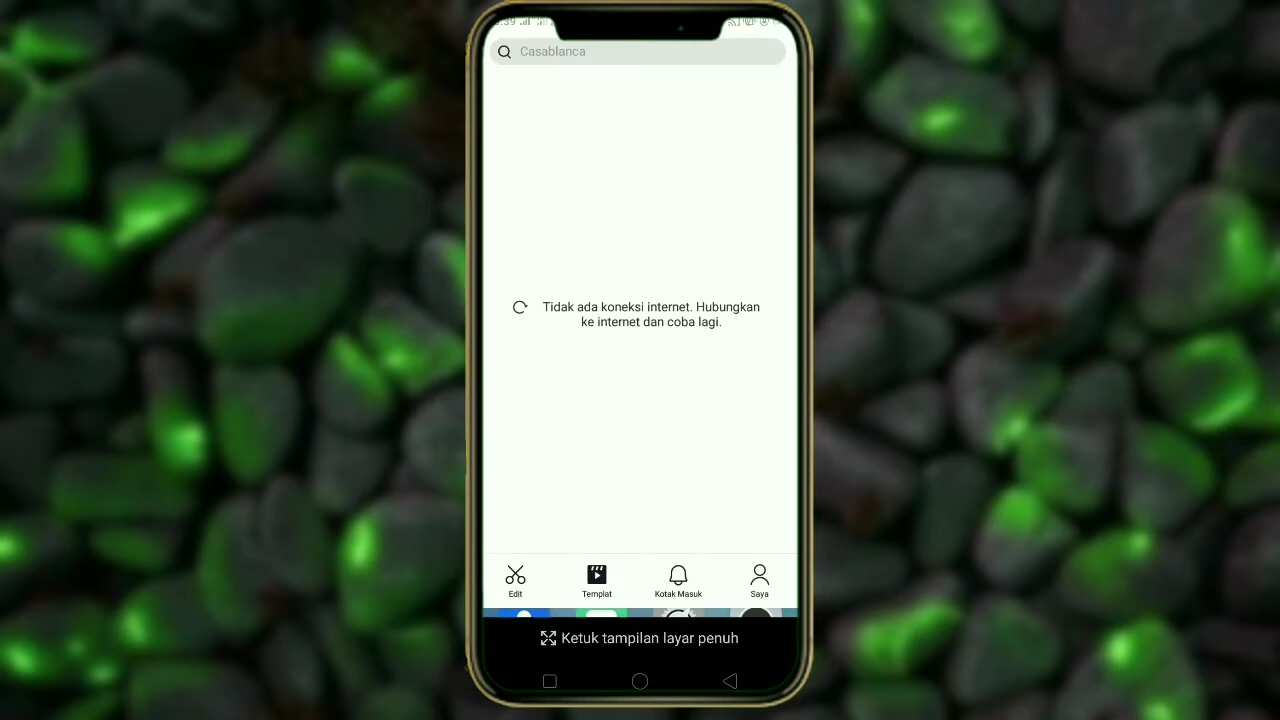 Casablanca
Tidak ada koneksi internet. Hubungkan
ke internet dan coba lagi.
Edit
Templat
Kotak Masuk
Saya
Ketuk tampilan layar penuh